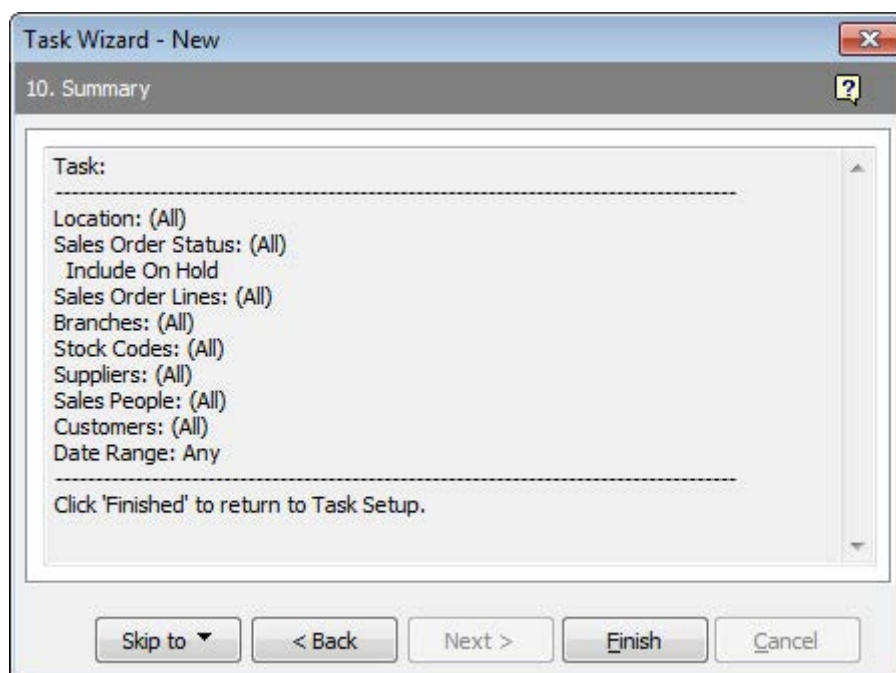 Task Wizard - New
10. Summary
?
Task:
--------------------------------------------------------------------------------
Location: (All)
Sales Order Status: (All)
  Include On Hold
Sales Order Lines: (All)
Branches: (All)
Stock Codes: (All)
Suppliers: (All)
Sales People: (All)
Customers: (All)
Date Range: Any
--------------------------------------------------------------------------------
Click 'Finished' to return to Task Setup.
Skip to < Back Next > Finish Cancel